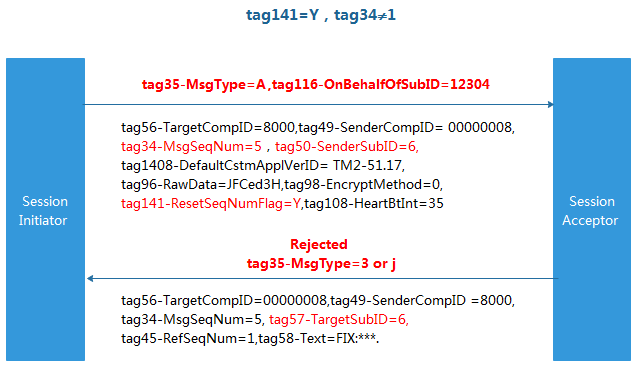 tag141=Y，tag34≠1
tag35-MsgType=A,tag116-OnBehalfOfSubID=12304
tag56-TargetCompID=8000,tag49-SenderCompID= 00000008,
tag34-MsgSeqNum=5，tag50-SenderSubID=6,
tag1408-DefaultCstmApplVerID= TM2-51.17,
tag96-RawData=JFCed3H,tag98-EncryptMethod=0,
tag141-ResetSeqNumFlag=Y,tag108-HeartBtInt=35
Session
Initiator
Session
Acceptor
Rejected
tag35-MsgType=3 or j
tag56-TargetCompID=00000008,tag49-SenderCompID =8000,
tag34-MsgSeqNum=5, tag57-TargetSubID=6,
tag45-RefSeqNum=1,tag58-Text=FIX:***.